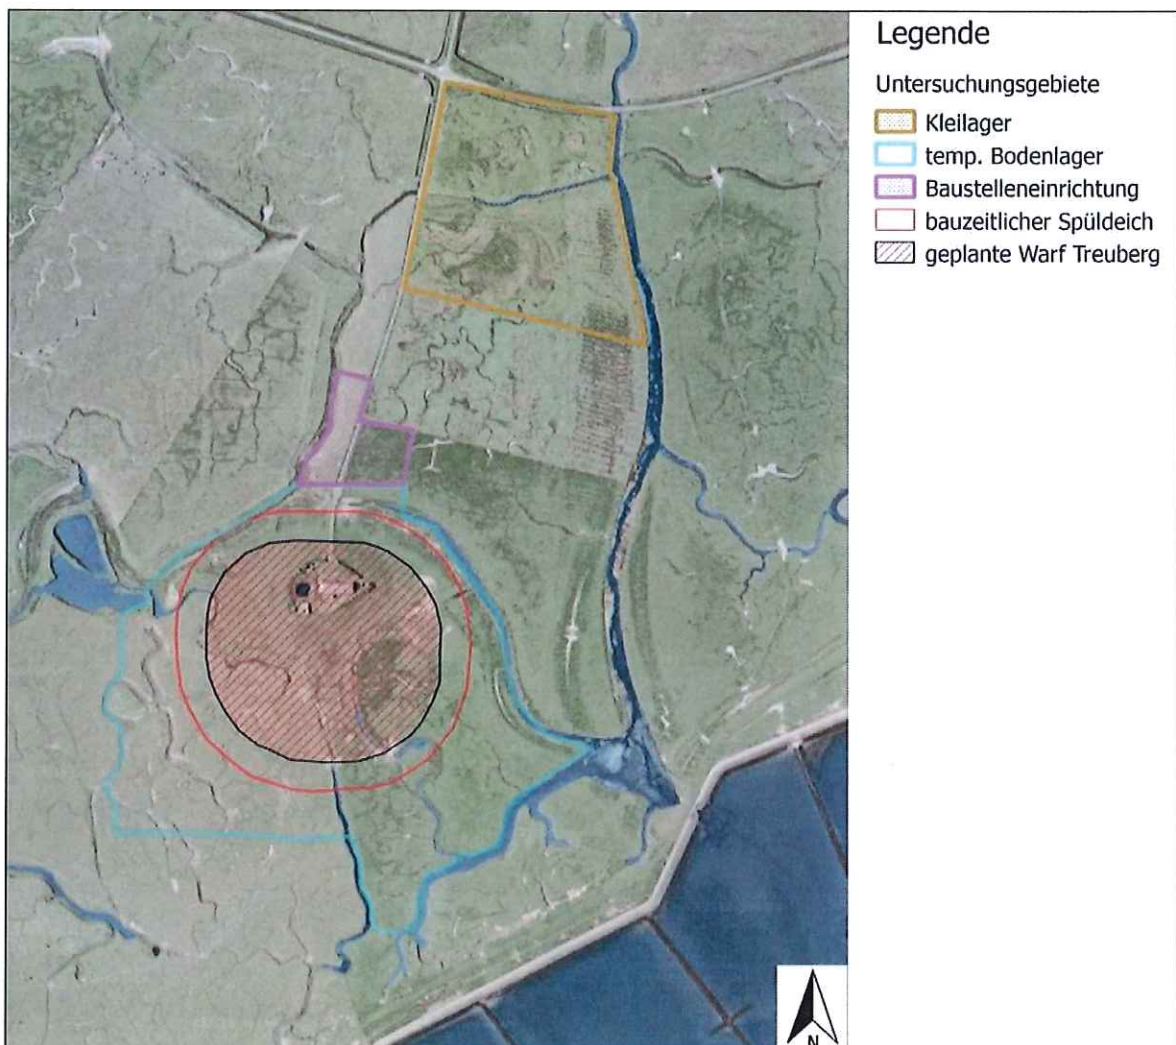 Legende
Untersuchungsgebiete
Kleilager
temp. Bodenlager
Baustelleneinrichtung
bauzeitlicher Spüldeich
geplante Warf Treuberg
N